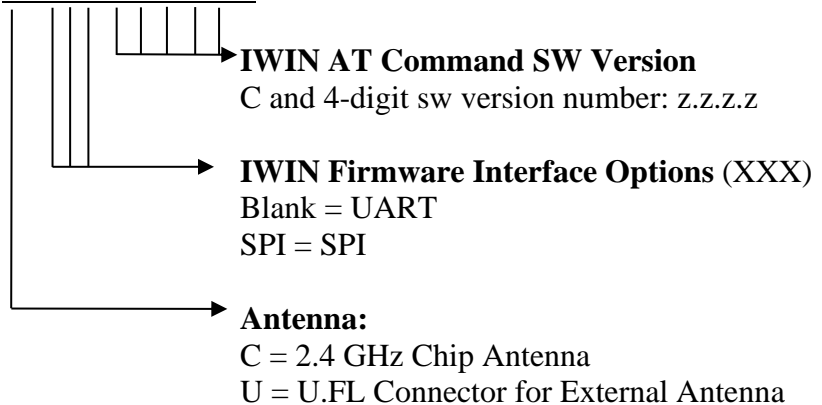 IWIN AT Command SW Version
C and 4-digit sw version number: z.z.z.z
IWIN Firmware Interface Options (XXX)
Blank = UART
SPI = SPI
Antenna:
C = 2.4 GHz Chip Antenna
U = U.FL Connector for External Antenna